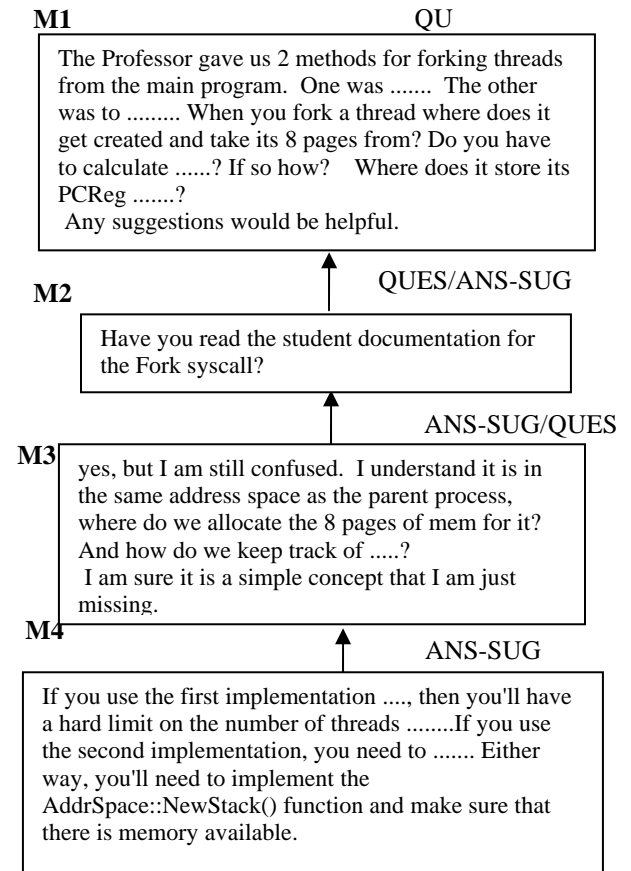 M1 QU
The Professor gave us 2 methods for forking threads
from the main program. One was ....... The other
was to ......... When you fork a thread where does it
get created and take its 8 pages from? Do you have
to calculate ......? If so how? Where does it store its
PCReg .......?
Any suggestions would be helpful.
QUES/ANS-SUG
M2
Have you read the student documentation for
the Fork syscall?
ANS-SUG/QUES
M3
yes, but I am still confused. I understand it is in
the same address space as the parent process,
where do we allocate the 8 pages of mem for it?
And how do we keep track of .....?
I am sure it is a simple concept that I am just
missing.
M4
ANS-SUG
If you use the first implementation ...., then you'll have
a hard limit on the number of threads ........If you use
the second implementation, you need to ....... Either
way, you'll need to implement the
AddrSpace::NewStack() function and make sure that
there is memory available.